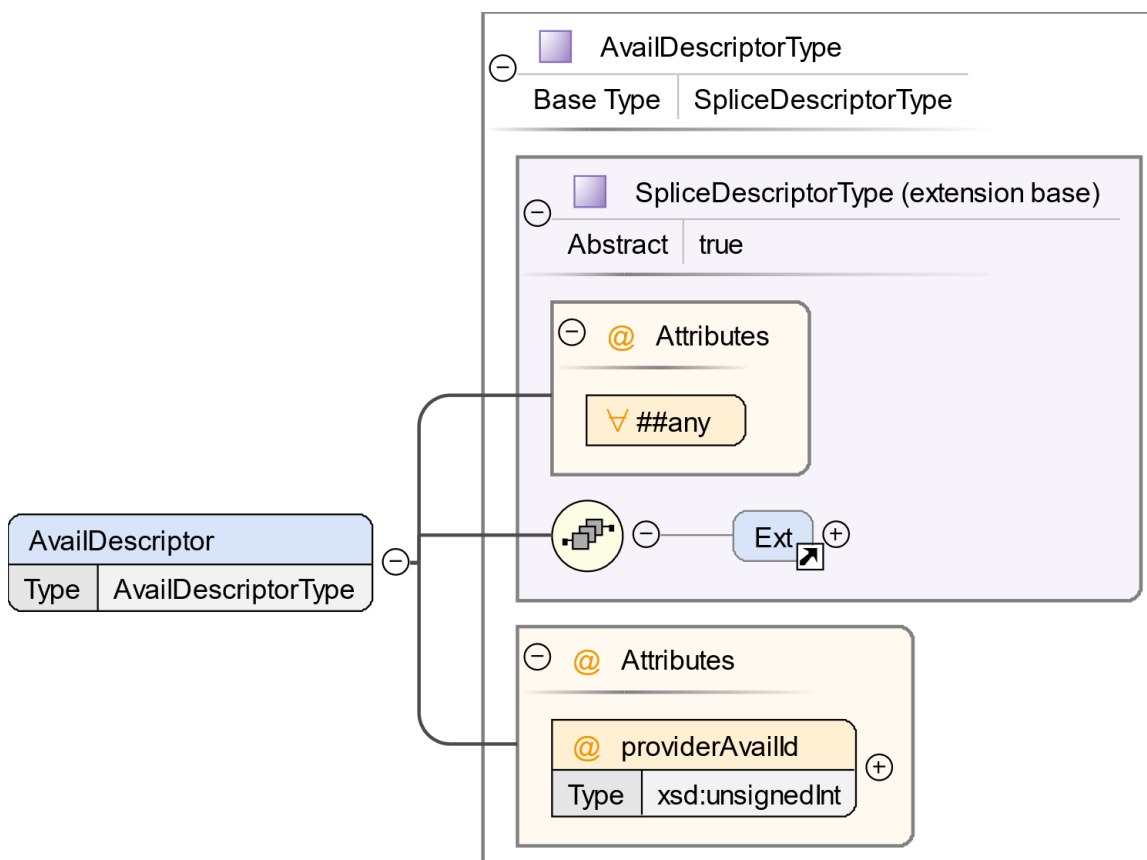 AvailDescriptorType
Base Type SpliceDescriptorType
SpliceDescriptorType (extension base)
Abstract true
@ Attributes
∀ ##any
Ext
AvailDescriptor
Type AvailDescriptorType
@ Attributes
@ providerAvailId
Type xsd:unsignedInt